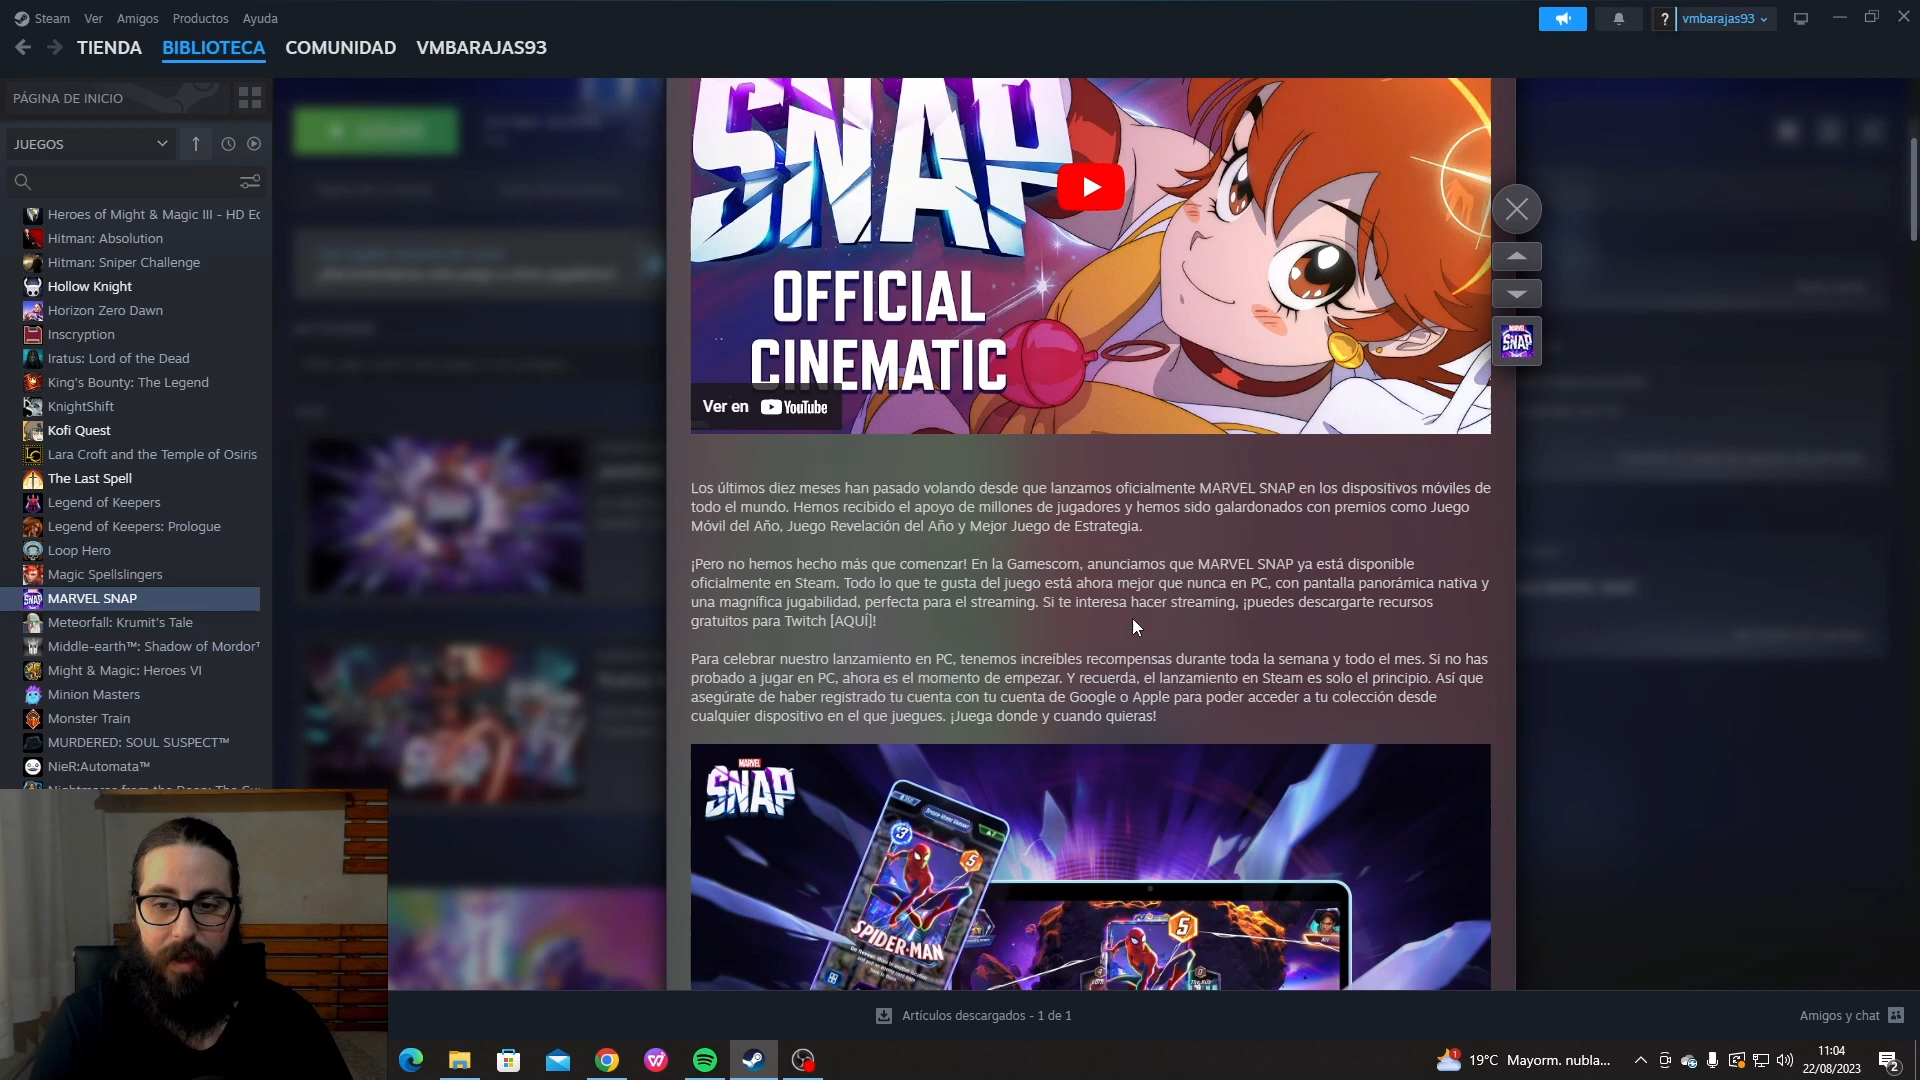 Steam Ver Amigos Productos Ayuda
? vmbarajas93
TIENDA BIBLIOTECA COMUNIDAD VMBARAJAS93
PÁGINA DE INICIO
JUEGOS
Heroes of Might & Magic III - HD Ec
Hitman: Absolution
Hitman: Sniper Challenge
Hollow Knight
Horizon Zero Dawn
Inscryption
Iratus: Lord of the Dead
King's Bounty: The Legend
KnightShift
Kofi Quest
Lara Croft and the Temple of Osiris
The Last Spell
Legend of Keepers
Legend of Keepers: Prologue
Loop Hero
Magic Spellslingers
MARVEL SNAP
Meteorfall: Krumit's Tale
Middle-earth™: Shadow of Mordor™
Might & Magic: Heroes VI
Minion Masters
Monster Train
MURDERED: SOUL SUSPECT™
NieR:Automata™
SNAP
OFFICIAL
CINEMATIC
Ver en YouTube
MARVEL
SNAP
Los últimos diez meses han pasado volando desde que lanzamos oficialmente MARVEL SNAP en los dispositivos móviles de
todo el mundo. Hemos recibido el apoyo de millones de jugadores y hemos sido galardonados con premios como Juego
Móvil del Año, Juego Revelación del Año y Mejor Juego de Estrategia.
¡Pero no hemos hecho más que comenzar! En la Gamescom, anunciamos que MARVEL SNAP ya está disponible
oficialmente en Steam. Todo lo que te gusta del juego está ahora mejor que nunca en PC, con pantalla panorámica nativa y
una magnífica jugabilidad, perfecta para el streaming. Si te interesa hacer streaming, ¡puedes descargarte recursos
gratuitos para Twitch [AQUÍ]!
Para celebrar nuestro lanzamiento en PC, tenemos increíbles recompensas durante toda la semana y todo el mes. Si no has
probado a jugar en PC, ahora es el momento de empezar. Y recuerda, el lanzamiento en Steam es solo el principio. Así que
asegúrate de haber registrado tu cuenta con tu cuenta de Google o Apple para poder acceder a tu colección desde
cualquier dispositivo en el que juegues. ¡Juega donde y cuando quieras!
MARVEL
SNAP
3
5
SPIDER-MAN
5
Artículos descargados - 1 de 1
Amigos y chat
1 19°C Mayorm. nubla...
11:04
22/08/2023
2